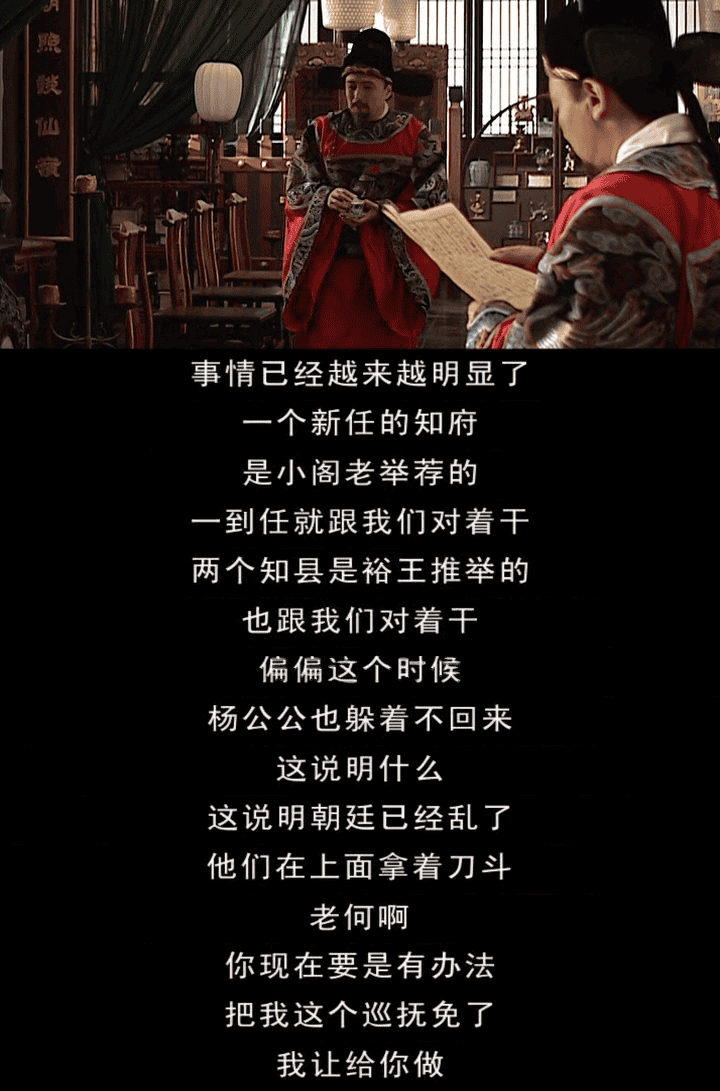 照谈仙岭
事情已经越来越明显了
一个新任的知府
是小阁老举荐的
一到任就跟我们对着干
两个知县是裕王推举的
也跟我们对着干
偏偏这个时候
杨公公也躲着不回来
这说明什么
这说明朝廷已经乱了
他们在上面拿着刀斗
老何啊
你现在要是有办法
把我这个巡抚免了
我让给你做